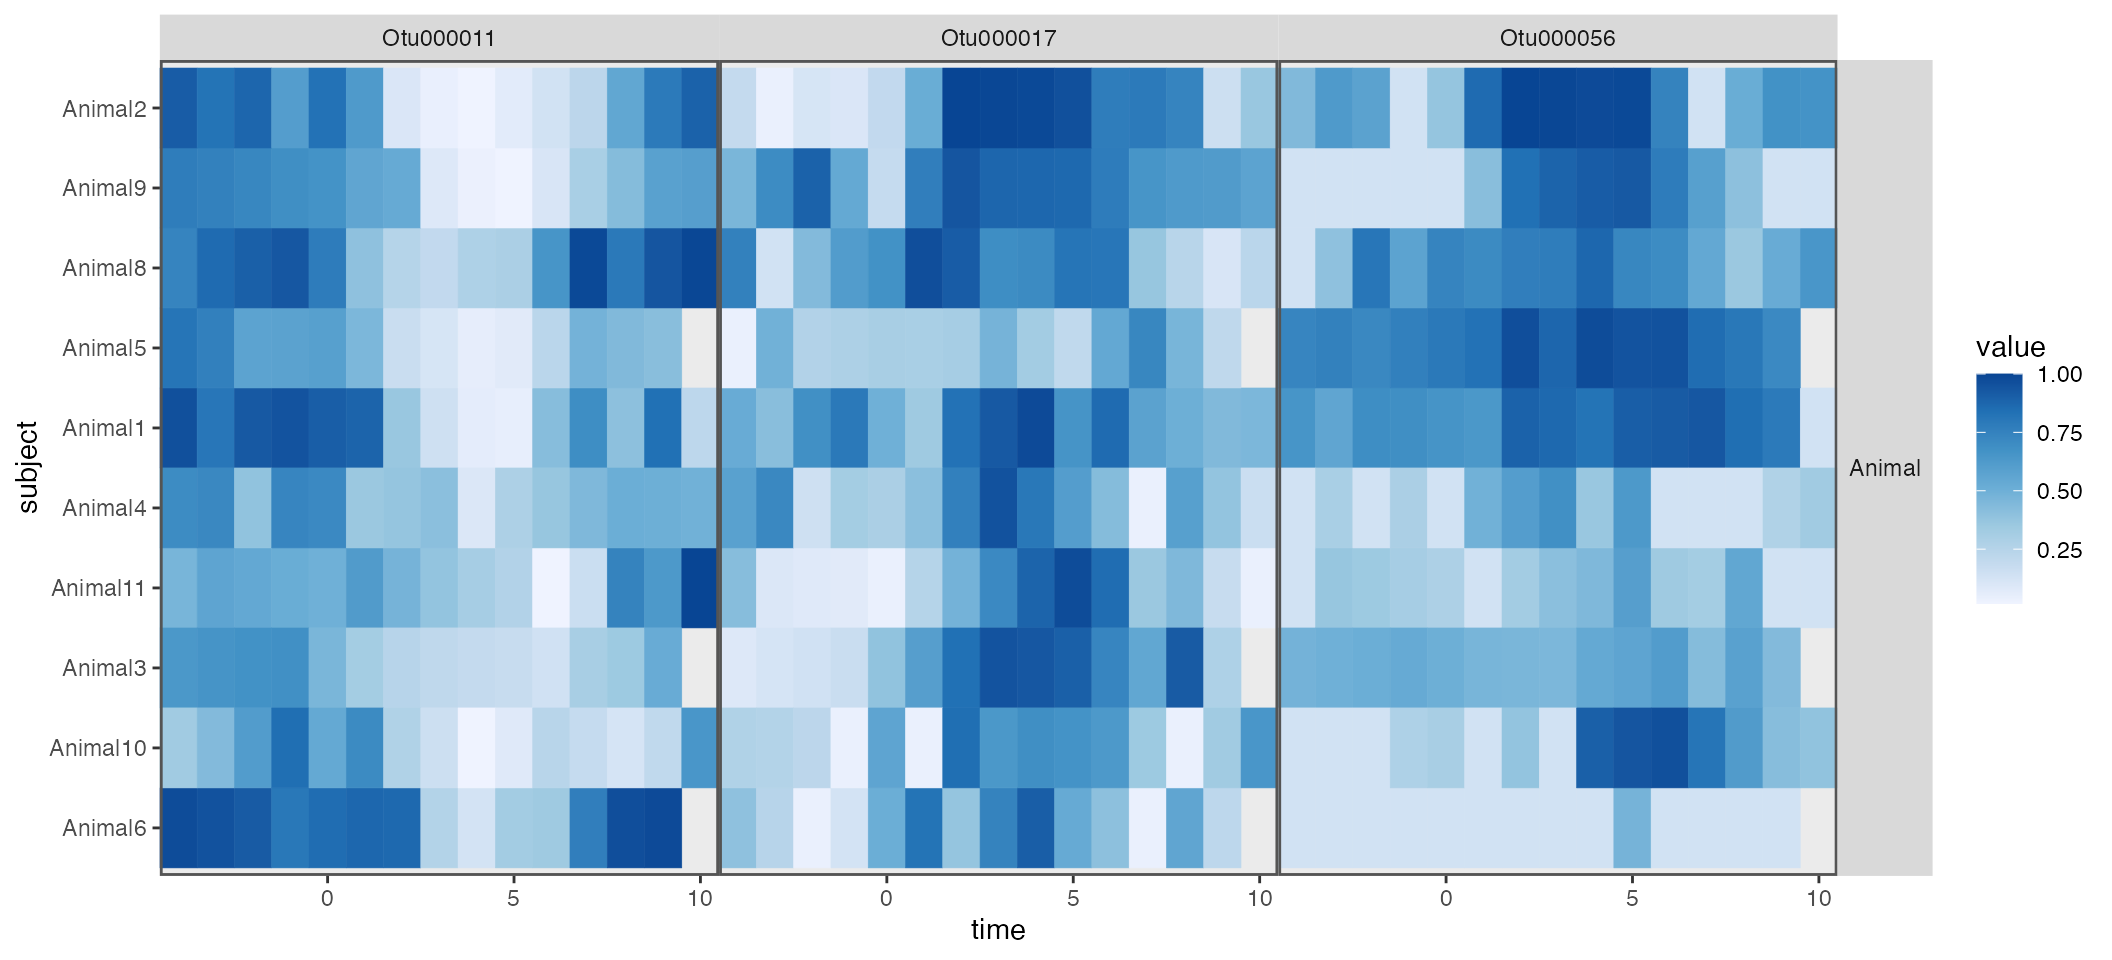 Otu000011 Otu000017 Otu000056
Animal2
Animal9
Animal8
Animal5
Animal1
Animal4
Animal11
Animal3
Animal10
Animal6
subject
Animal
value
1.00
0.75
0.50
0.25
0 5 10 0 5 10 0 5 10
time